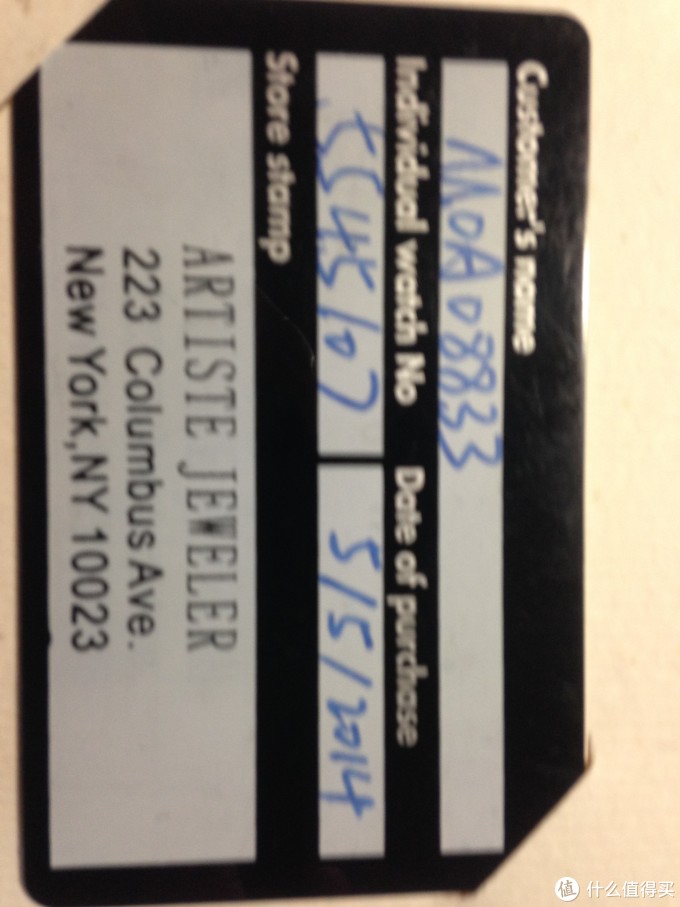 Customer's name
MOA08833
Individual watch No
Date of purchase
5545107
5/5/2014
Store stamp
ARTISTE JEWELER
223 Columbus Ave.
New York,NY 10023
值 什么值得买